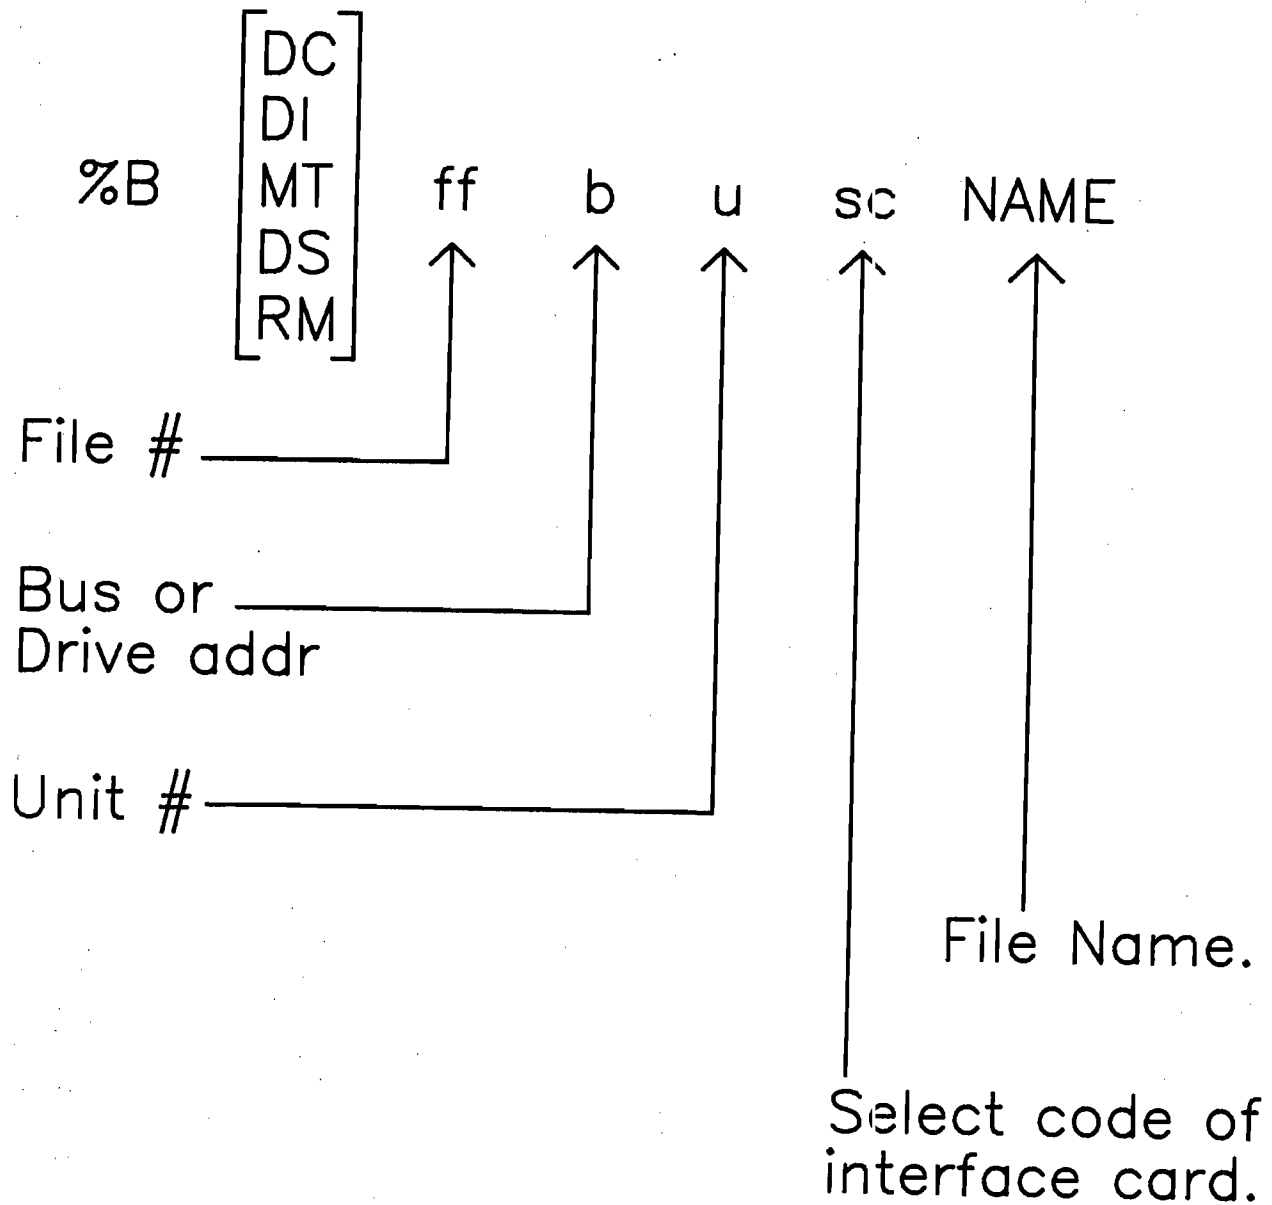 DC
DI
%B MT ff b u sc NAME
DS
RM
File #
Bus or
Drive addr
Unit #
File Name.
Select code of
interface card.